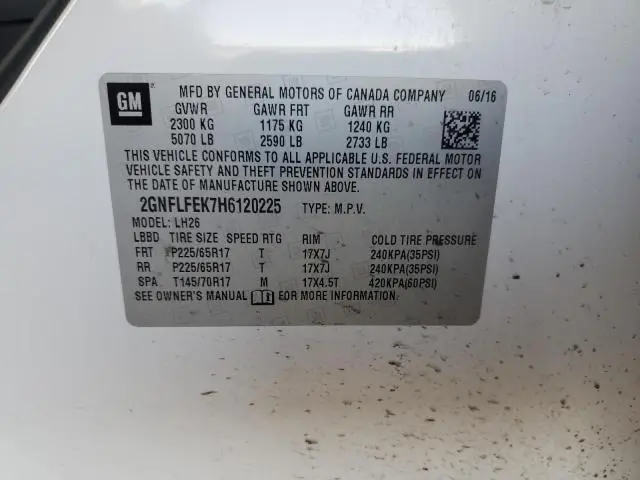 GM
MFD BY GENERAL MOTORS OF CANADA COMPANY 06/16
GVWR GAWR FRT GAWR RR
2300 KG 1175 KG 1240 KG
5070 LB 2590 LB 2733 LB
THIS VEHICLE CONFORMS TO ALL APPLICABLE U.S. FEDERAL MOTOR
VEHICLE SAFETY AND THEFT PREVENTION STANDARDS IN EFFECT ON
THE DATE OF MANUFACTURE SHOWN ABOVE.
2GNFLFEK7H6120225 TYPE: M.P.V.
MODEL: LH26
LBBD TIRE SIZE SPEED RTG RIM COLD TIRE PRESSURE
FRT P225/65R17 T 17X7J 240KPA(35PSI)
RR P225/65R17 T 17X7J 240KPA(35PSI)
SPA T145/70R17 T 17X4.5T 420KPA(60PSI)
SEE OWNER'S MANUAL FOR MORE INFORMATION.